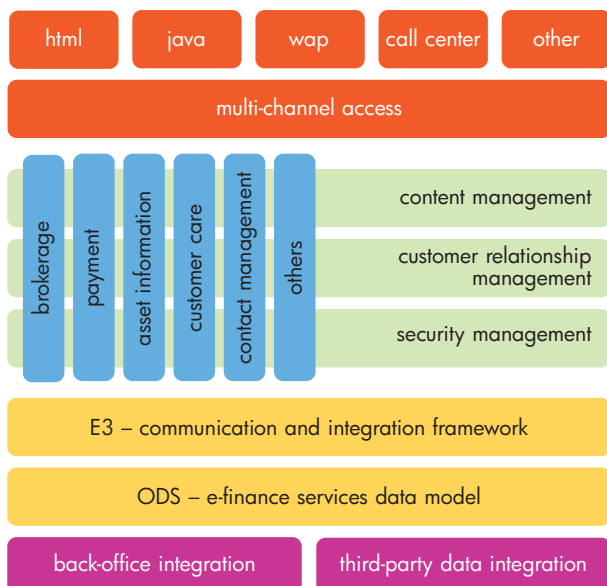 html
java
wap
call center
other
multi-channel access
brokerage
payment
asset information
customer care
contact management
others
content management
customer relationship
management
security management
E3 – communication and integration framework
ODS – e-finance services data model
back-office integration
third-party data integration